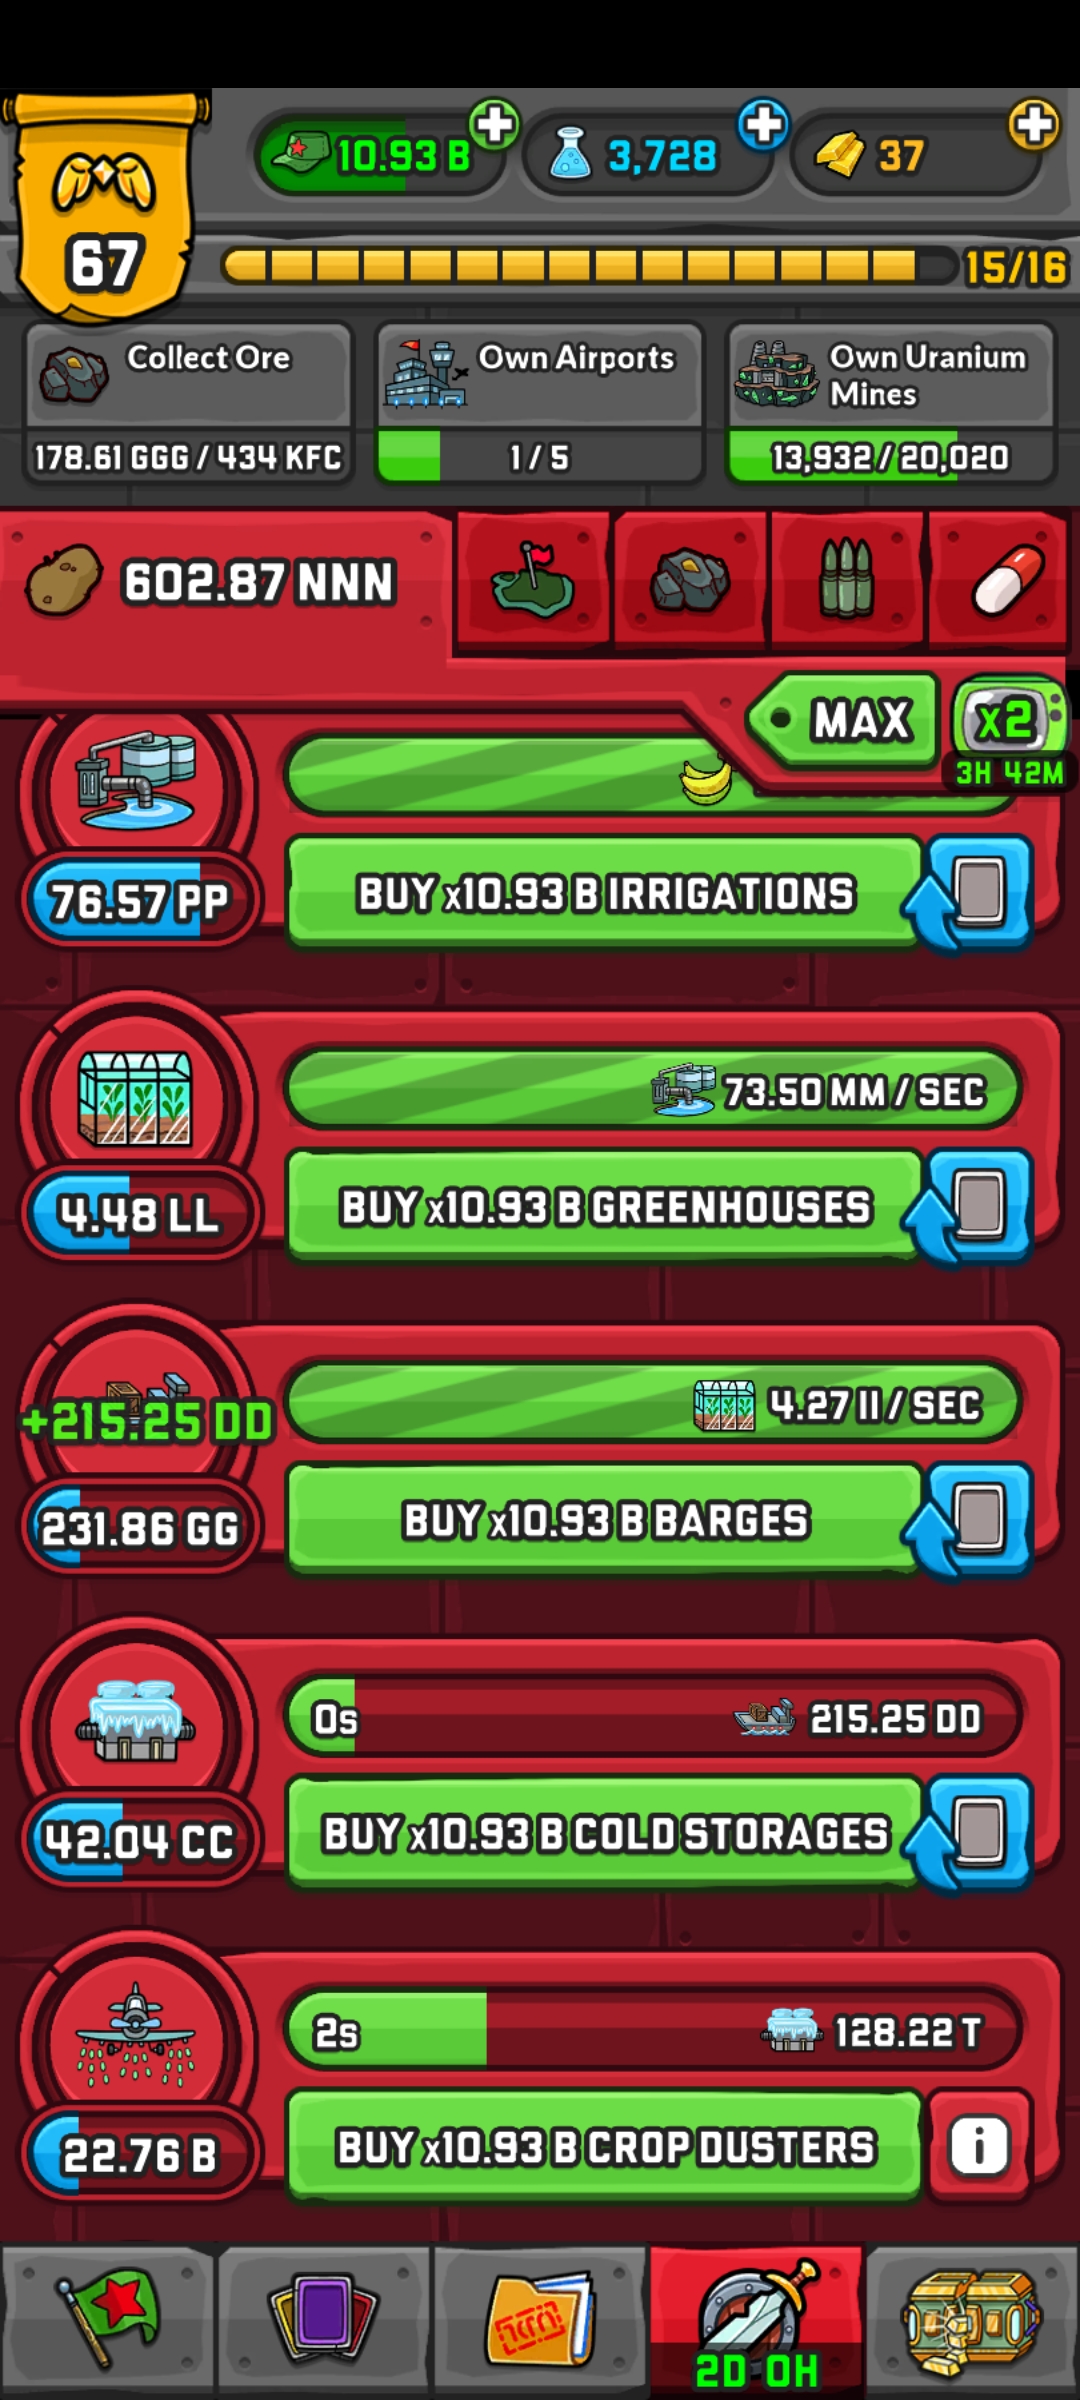 67
10.93 B
3,728
37
15/16
Collect Ore
178.61 GGG / 434 KFC
Own Airports
1 / 5
Own Uranium
Mines
13,932 / 20,020
602.87 NNN
MAX
x2
3H 42M
76.57 PP
BUY x10.93 B IRRIGATIONS
73.50 MM / SEC
4.48 LL
BUY x10.93 B GREENHOUSES
+215.25 DD
4.27 II / SEC
231.86 GG
BUY x10.93 B BARGES
0s
215.25 DD
42.04 CC
BUY x10.93 B COLD STORAGES
2s
128.22 T
22.76 B
BUY x10.93 B CROP DUSTERS
i
2D 0H